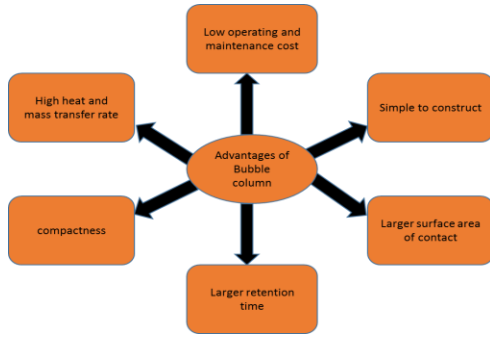 Low operating and
maintenance cost
High heat and
mass transfer rate
Simple to construct
Advantages of
Bubble
column
compactness
Larger surface area
of contact
Larger retention
time